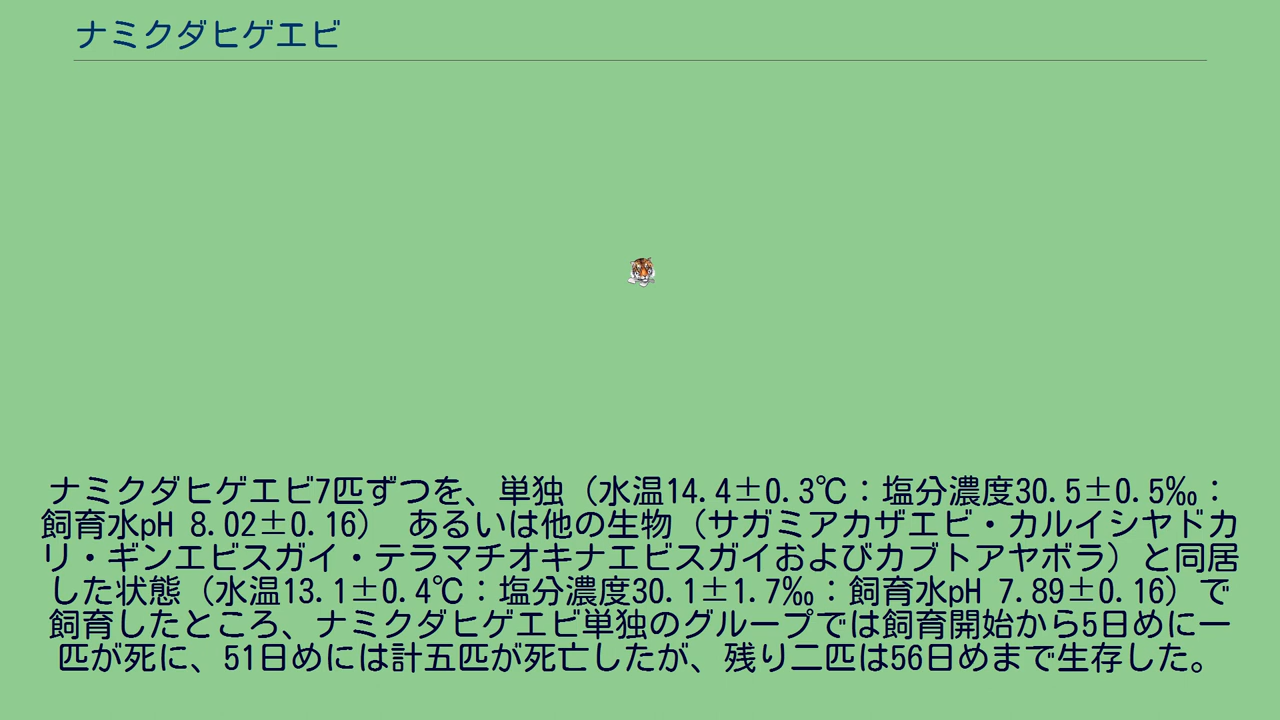 ナミクダヒゲエビ
ナミクダヒゲエビ7匹ずつを、単独（水温14.4±0.3℃：塩分濃度30.5±0.5‰：
飼育水pH 8.02±0.16） あるいは他の生物（サガミアカザエビ・カルイシヤドカ
リ・ギンエビスガイ・テラマチオキナエビスガイおよびカブトアヤボラ）と同居
した状態（水温13.1±0.4℃：塩分濃度30.1±1.7‰：飼育水pH 7.89±0.16）で
飼育したところ、ナミクダヒゲエビ単独のグループでは飼育開始から5日めに一
匹が死に、51日めには計五匹が死亡したが、残り二匹は56日めまで生存した。